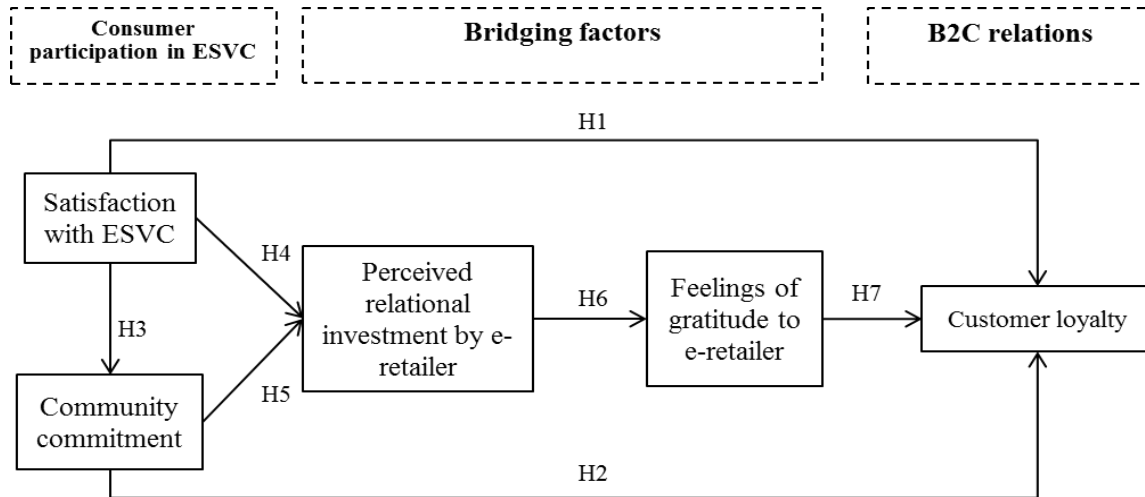 Consumer
participation in ESVC
Bridging factors
B2C relations
H1
Satisfaction
with ESVC
H4
Perceived
relational
investment by e-
retailer
H6
Feelings of
gratitude to
e-retailer
H7
Customer loyalty
H3
H5
Community
commitment
H2